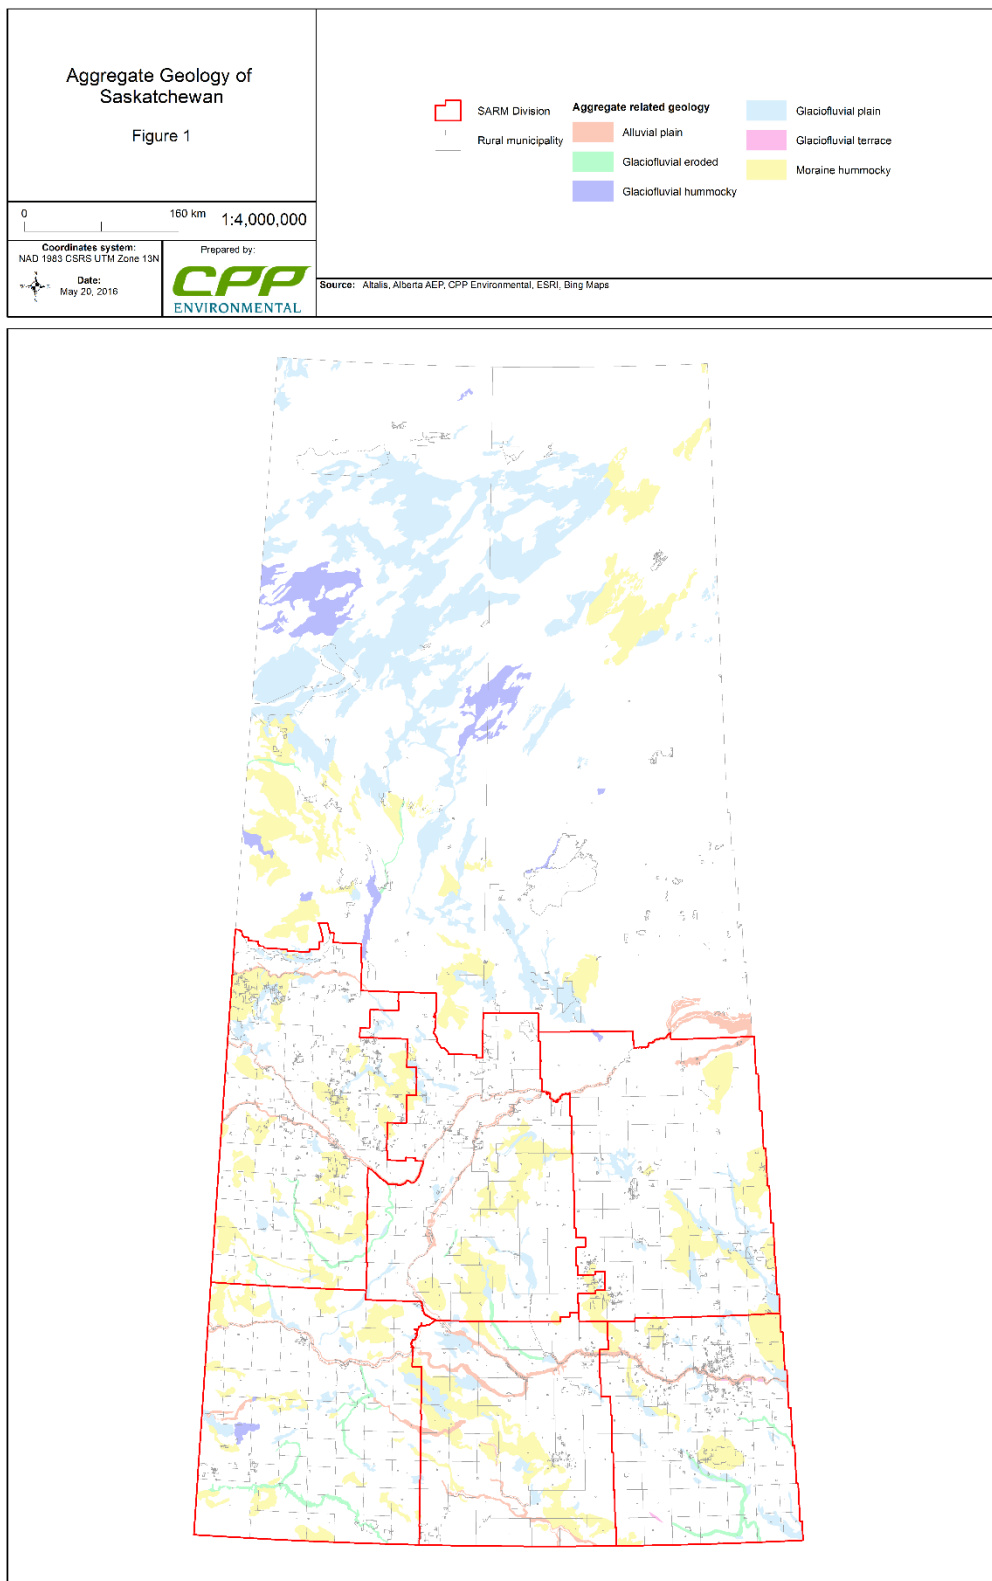 Aggregate Geology of
Saskatchewan
Figure 1
0
160 km
1:4,000,000
Coordinates system:
NAD 1983 CSRS UTM Zone 13N
Date:
May 20, 2016
Prepared by:
CPP
ENVIRONMENTAL
SARM Division
Rural municipality
Aggregate related geology
Alluvial plain
Glaciofluvial eroded
Glaciofluvial hummocky
Glaciofluvial plain
Glaciofluvial terrace
Moraine hummocky
Source: Altalis, Alberta AEP, CPP Environmental, ESRI, Bing Maps